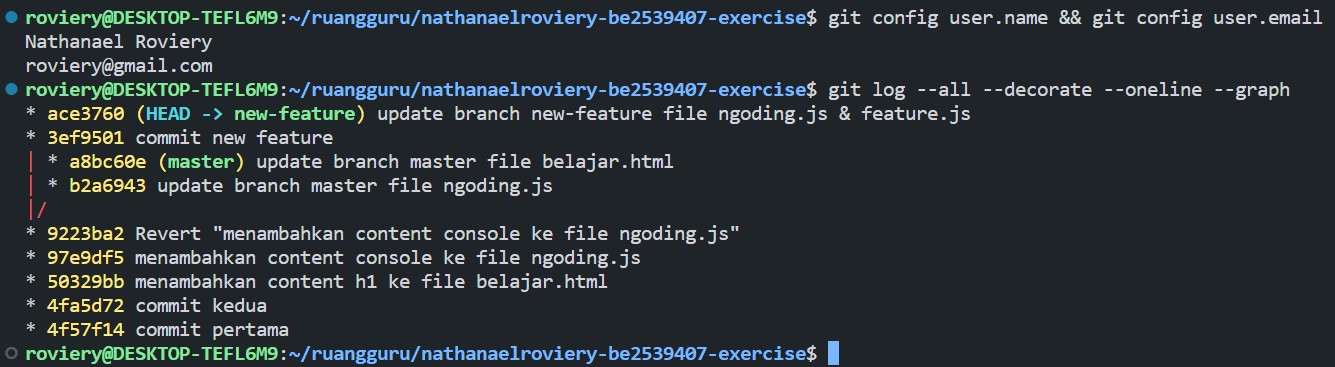 roviery@DESKTOP-TEFL6M9:~/ruangguru/nathanaelroviery-be2539407-exercise$ git config user.name && git config user.email
Nathanael Roviery
roviery@gmail.com
roviery@DESKTOP-TEFL6M9:~/ruangguru/nathanaelroviery-be2539407-exercise$ git log --all --decorate --oneline --graph
* ace3760 (HEAD -> new-feature) update branch new-feature file ngoding.js & feature.js
* 3ef9501 commit new feature
| * a8bc60e (master) update branch master file belajar.html
| * b2a6943 update branch master file ngoding.js
|/
* 9223ba2 Revert "menambahkan content console ke file ngoding.js"
* 97e9df5 menambahkan content console ke file ngoding.js
* 50329bb menambahkan content h1 ke file belajar.html
* 4fa5d72 commit kedua
* 4f57f14 commit pertama
roviery@DESKTOP-TEFL6M9:~/ruangguru/nathanaelroviery-be2539407-exercise$